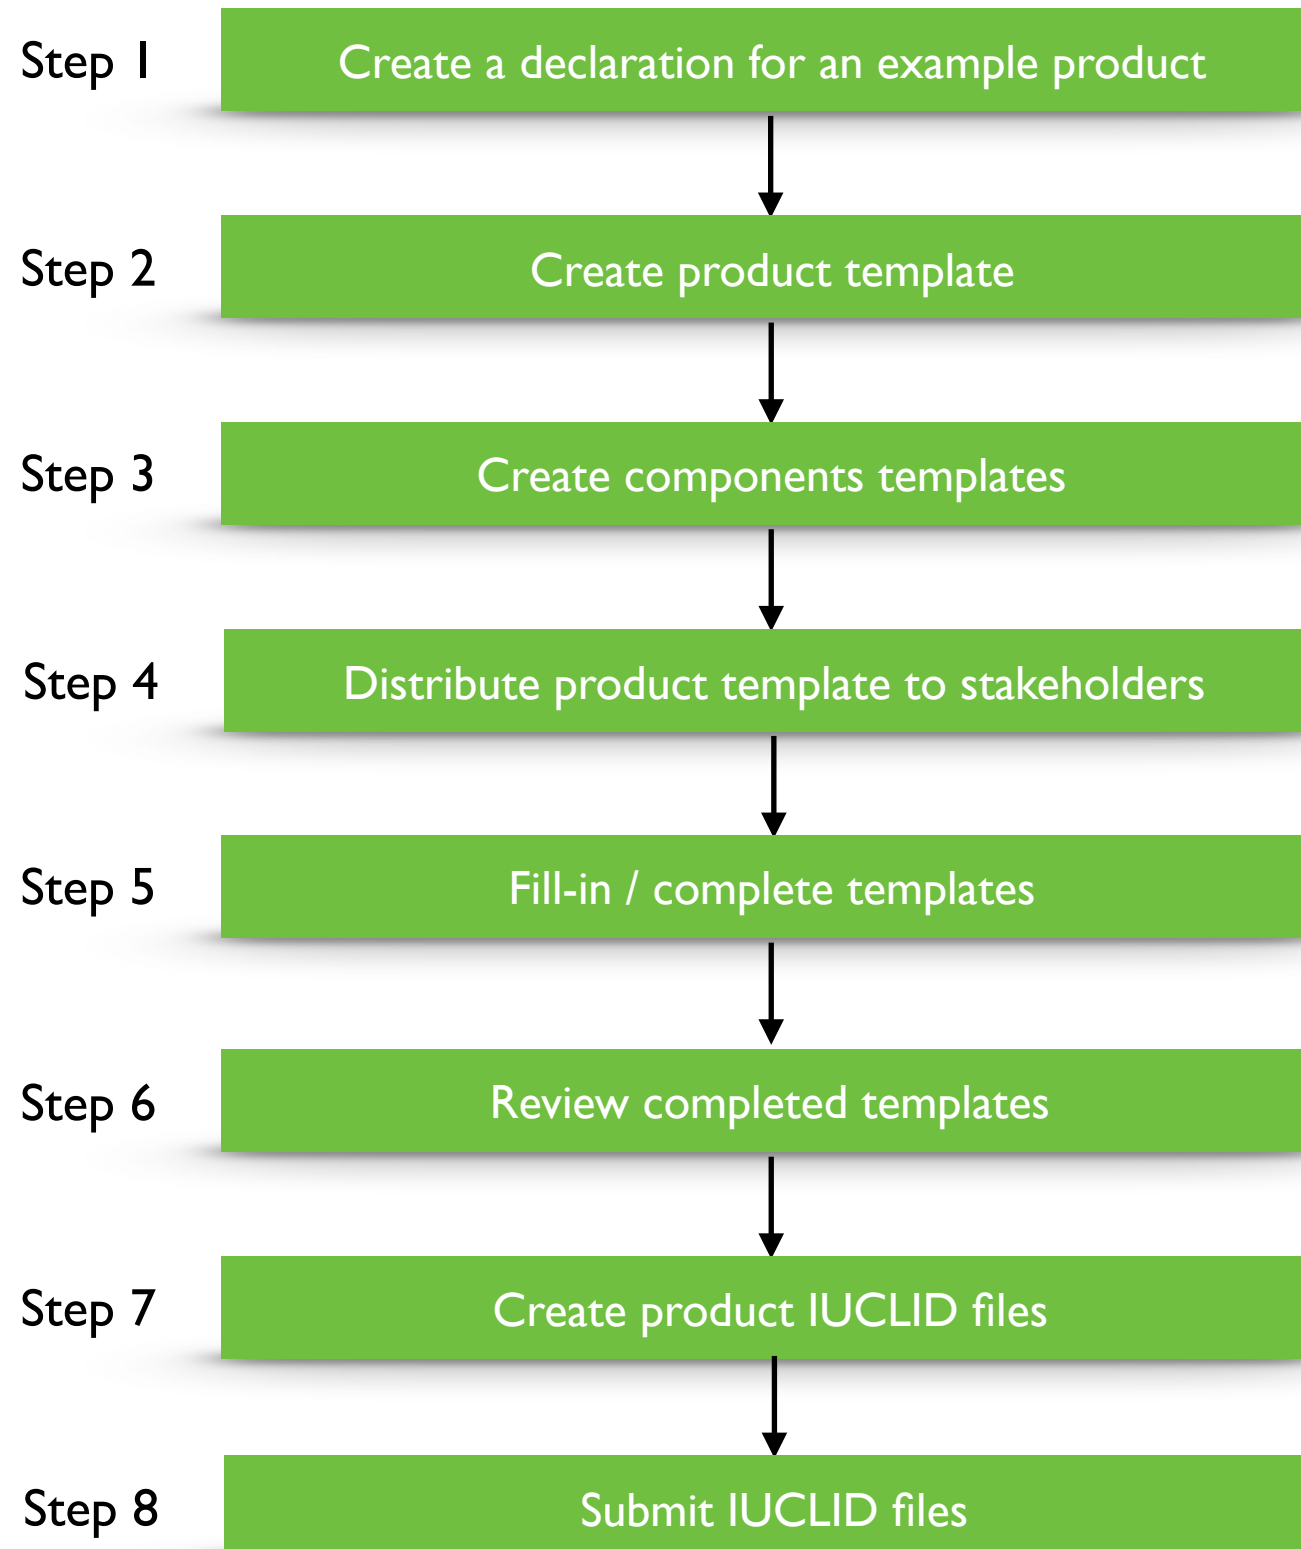 Step 1
Create a declaration for an example product
Step 2
Create product template
Step 3
Create components templates
Step 4
Distribute product template to stakeholders
Step 5
Fill-in / complete templates
Step 6
Review completed templates
Step 7
Create product IUCLID files
Step 8
Submit IUCLID files